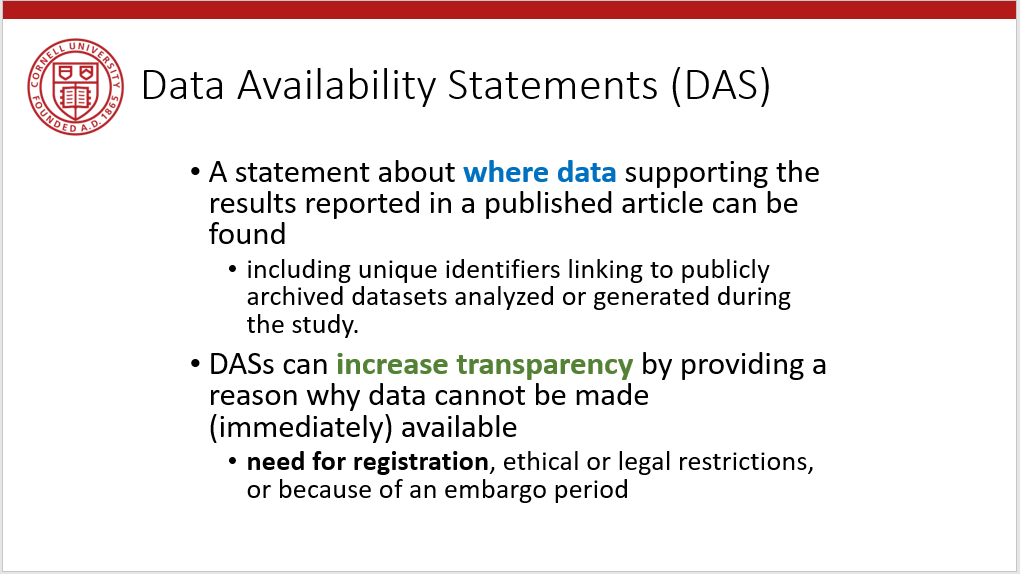 CORNELL UNIVERSITY
FOUNDED A.D. 1865
Data Availability Statements (DAS)
• A statement about where data supporting the
results reported in a published article can be
found
• including unique identifiers linking to publicly
archived datasets analyzed or generated during
the study.
• DASs can increase transparency by providing a
reason why data cannot be made
(immediately) available
• need for registration, ethical or legal restrictions,
or because of an embargo period